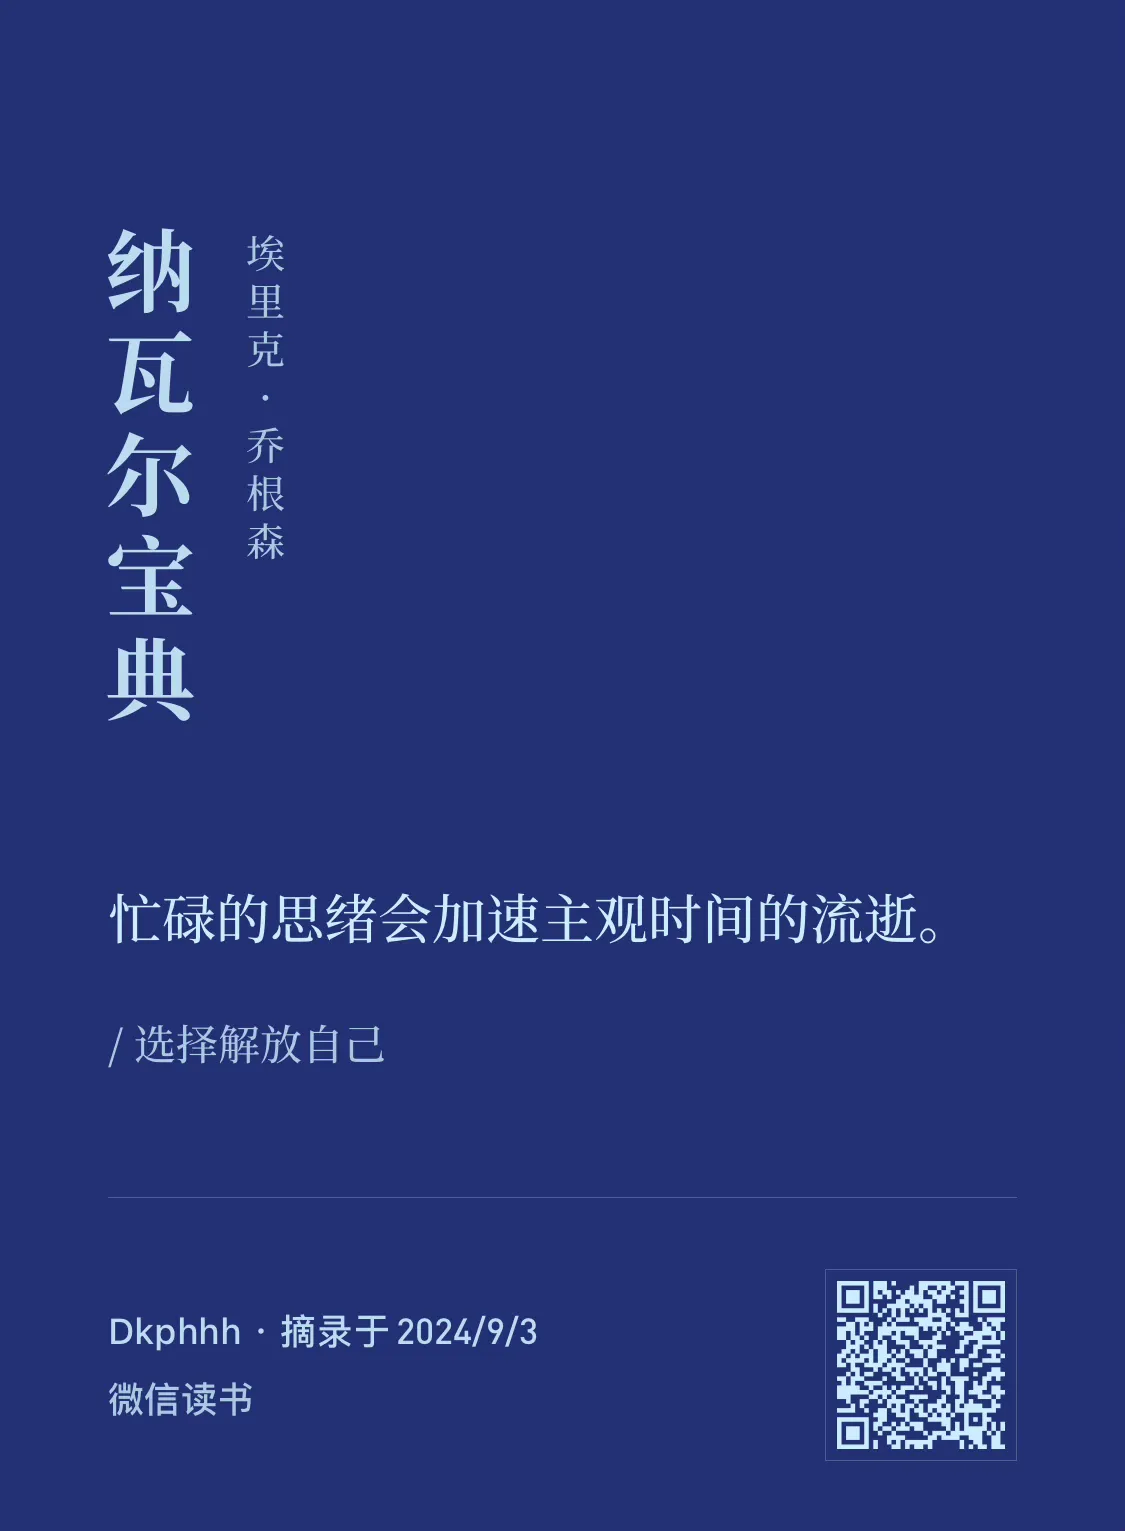 纳瓦尔宝典
埃里克·乔根森
忙碌的思绪会加速主观时间的流逝。
/ 选择解放自己
Dkphhh · 摘录于 2024/9/3
微信读书